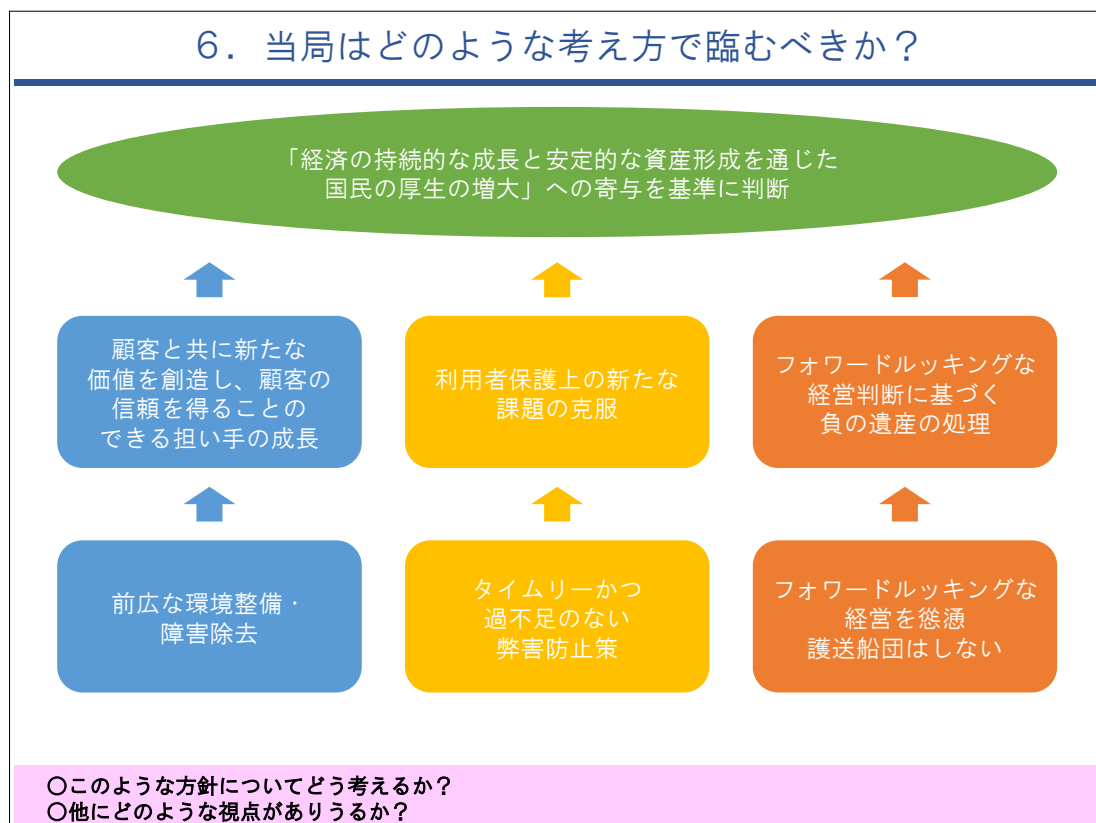 ６．当局はどのような考え方で臨むべきか？
「経済の持続的な成長と安定的な資産形成を通じた
国民の厚生の増大」への寄与を基準に判断
顧客と共に新たな
価値を創造し、顧客の
信頼を得ることの
できる担い手の成長
利用者保護上の新たな
課題の克服
フォワードルッキングな
経営判断に基づく
負の遺産の処理
前広な環境整備・
障害除去
タイムリーかつ
過不足のない
弊害防止策
フォワードルッキングな
経営を慫慂
護送船団はしない
○このような方針についてどう考えるか？
○他にどのような視点がありうるか？